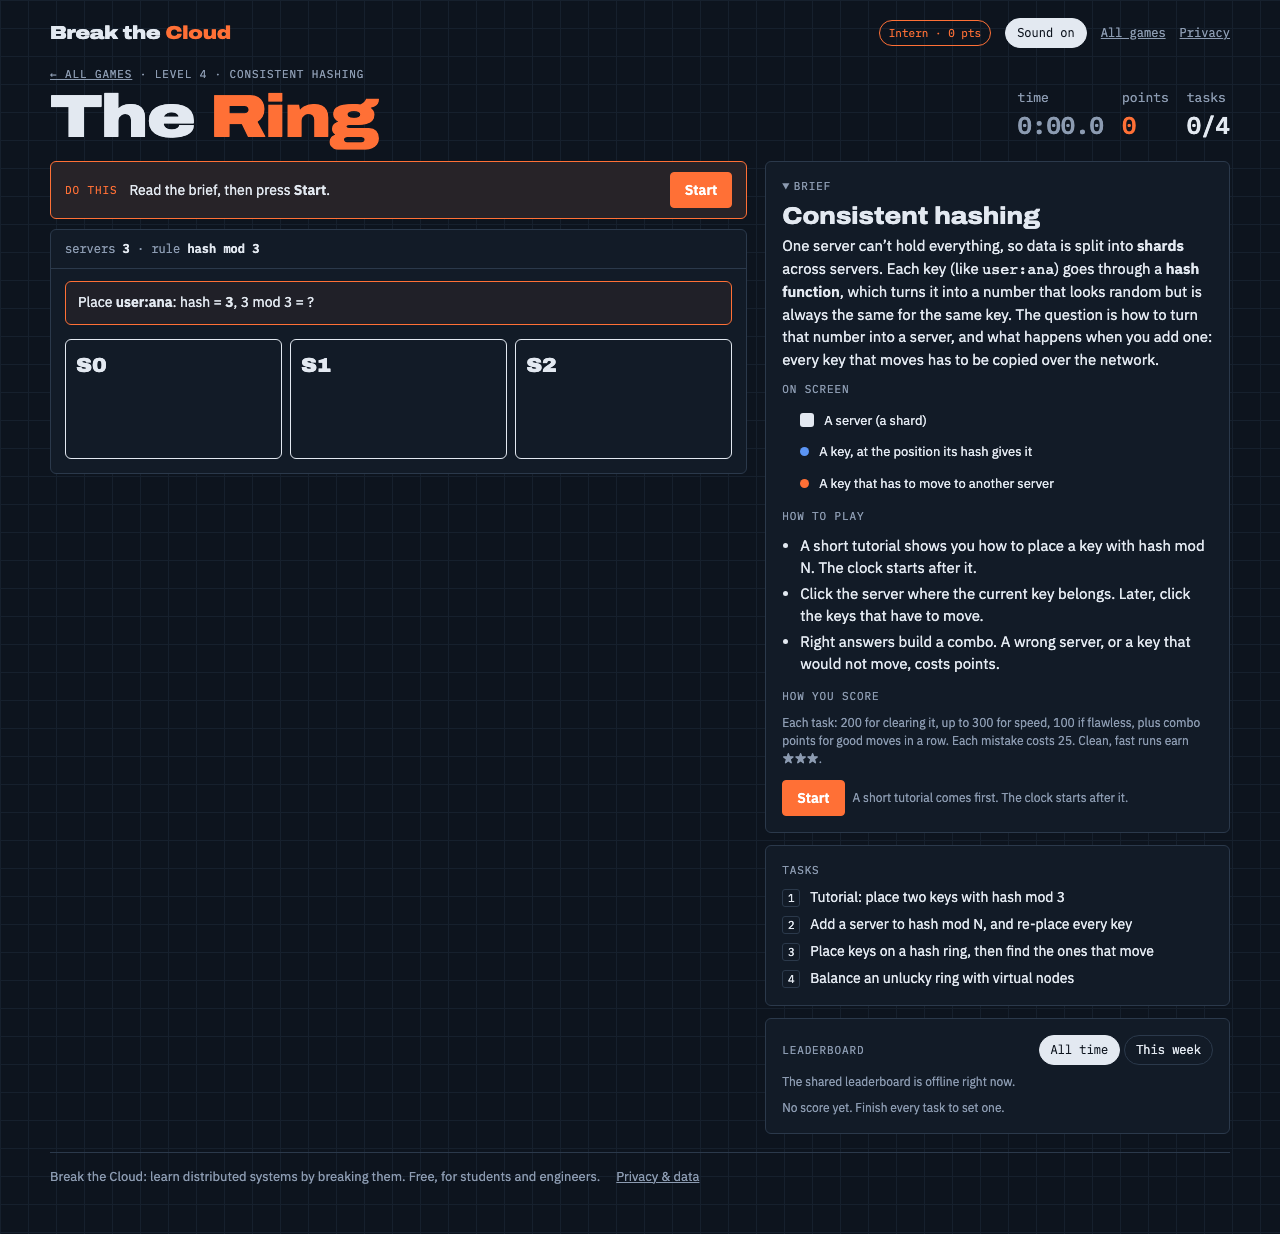 Break the Cloud
Intern · 0 pts
Sound on
All games
Privacy
← ALL GAMES · LEVEL 4 · CONSISTENT HASHING
The Ring
time
0:00.0
points
0
tasks
0/4
DO THIS Read the brief, then press Start.
Start
servers 3 · rule hash mod 3
Place user:ana: hash = 3, 3 mod 3 = ?
S0
S1
S2
▼ BRIEF
Consistent hashing
One server can’t hold everything, so data is split into shards
across servers. Each key (like user:ana) goes through a hash
function, which turns it into a number that looks random but is
always the same for the same key. The question is how to turn
that number into a server, and what happens when you add one:
every key that moves has to be copied over the network.
ON SCREEN
A server (a shard)
A key, at the position its hash gives it
A key that has to move to another server
HOW TO PLAY
• A short tutorial shows you how to place a key with hash mod
N. The clock starts after it.
• Click the server where the current key belongs. Later, click
the keys that have to move.
• Right answers build a combo. A wrong server, or a key that
would not move, costs points.
HOW YOU SCORE
Each task: 200 for clearing it, up to 300 for speed, 100 if flawless, plus combo
points for good moves in a row. Each mistake costs 25. Clean, fast runs earn
★★★.
Start
A short tutorial comes first. The clock starts after it.
TASKS
1 Tutorial: place two keys with hash mod 3
2 Add a server to hash mod N, and re-place every key
3 Place keys on a hash ring, then find the ones that move
4 Balance an unlucky ring with virtual nodes
LEADERBOARD
All time
This week
The shared leaderboard is offline right now.
No score yet. Finish every task to set one.
Break the Cloud: learn distributed systems by breaking them. Free, for students and engineers.
Privacy & data